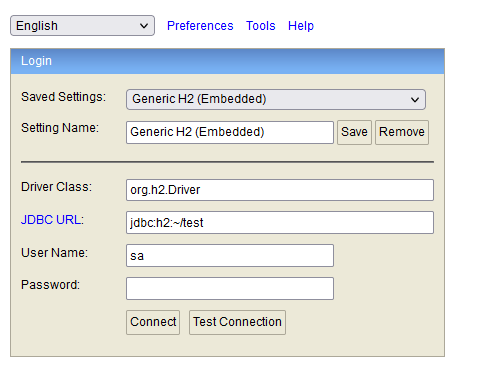 English Preferences Tools Help
Login
Saved Settings: Generic H2 (Embedded)
Setting Name: Generic H2 (Embedded) Save Remove
Driver Class: org.h2.Driver
JDBC URL: jdbc:h2:~/test
User Name: sa
Password:
Connect Test Connection